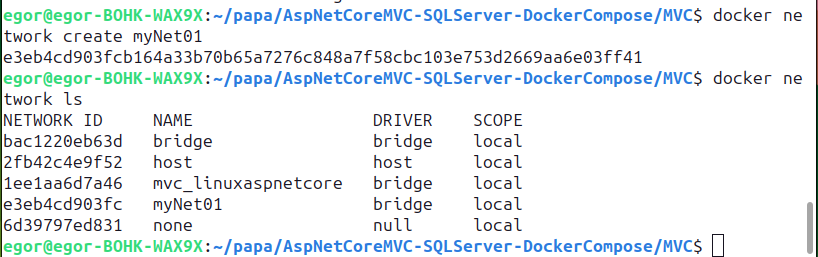 egor@egor-BOHK-WAX9X:~/papa/AspNetCoreMVC-SQLServer-DockerCompose/MVC$ docker ne
twork create myNet01
e3eb4cd903fcb164a33b70b65a7276c848a7f58cbc103e753d2669aa6e03ff41
egor@egor-BOHK-WAX9X:~/papa/AspNetCoreMVC-SQLServer-DockerCompose/MVC$ docker ne
twork ls
NETWORK ID     NAME                DRIVER    SCOPE
bac1220eb63d   bridge              bridge    local
2fb42c4e9f52   host                host      local
1ee1aa6d7a46   mvc_linuxaspnetcore   bridge    local
e3eb4cd903fc   myNet01             bridge    local
6d39797ed831   none                null      local
egor@egor-BOHK-WAX9X:~/papa/AspNetCoreMVC-SQLServer-DockerCompose/MVC$